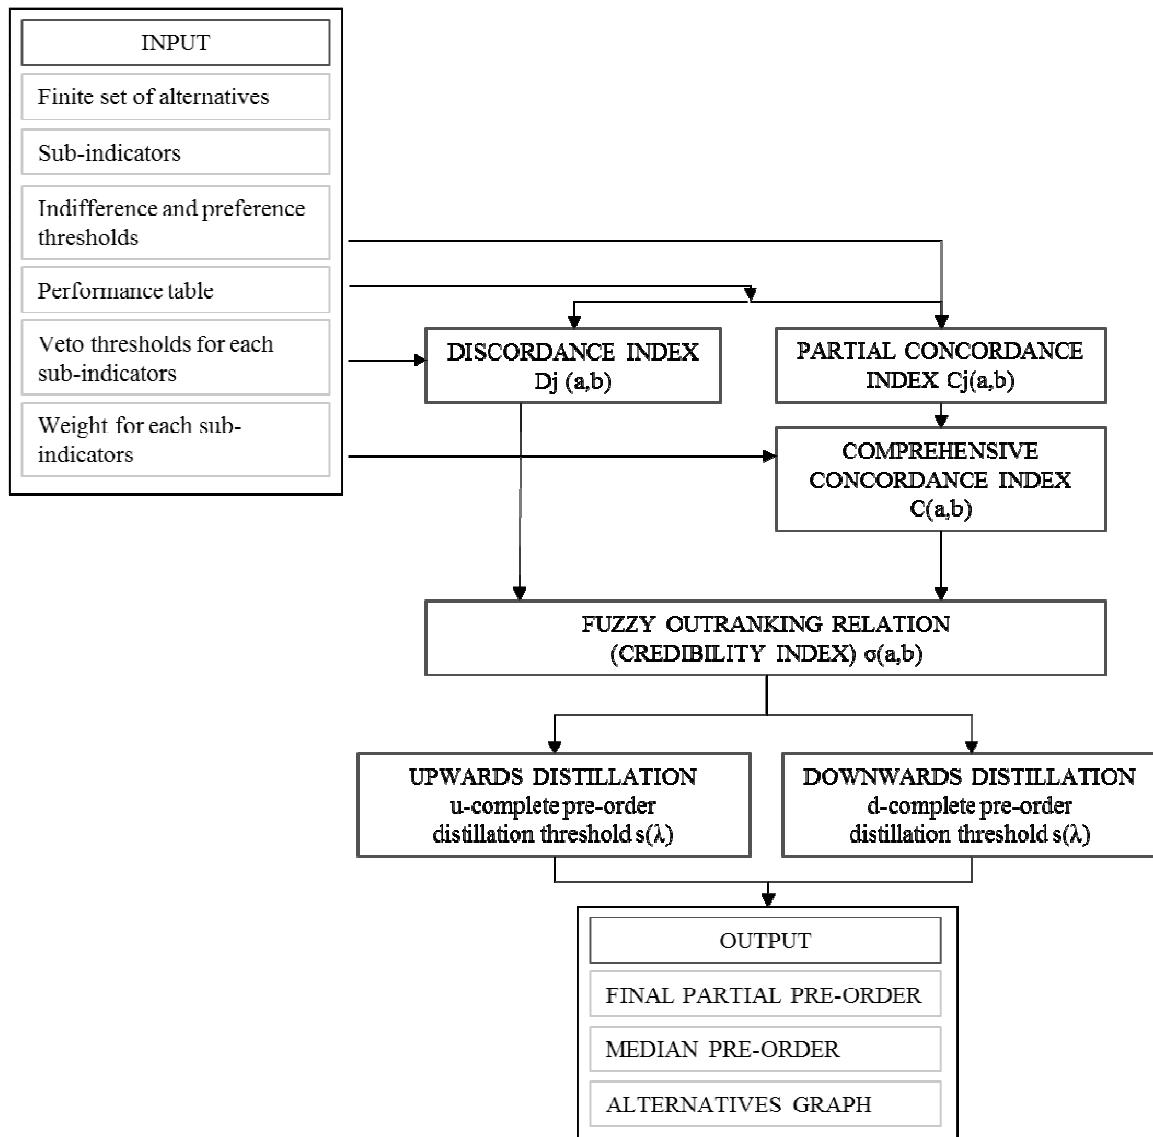 INPUT
Finite set of alternatives
Sub-indicators
Indifference and preference
thresholds
Performance table
Veto thresholds for each
sub-indicators
Weight for each sub-
indicators
DISCORDANCE INDEX
Dj (a,b)
PARTIAL CONCORDANCE
INDEX Cj(a,b)
COMPREHENSIVE
CONCORDANCE INDEX
C(a,b)
FUZZY OUTRANKING RELATION
(CREDIBILITY INDEX) σ(a,b)
UPWARDS DISTILLATION
u-complete pre-order
distillation threshold s(λ)
DOWNWARDS DISTILLATION
d-complete pre-order
distillation threshold s(λ)
OUTPUT
FINAL PARTIAL PRE-ORDER
MEDIAN PRE-ORDER
ALTERNATIVES GRAPH